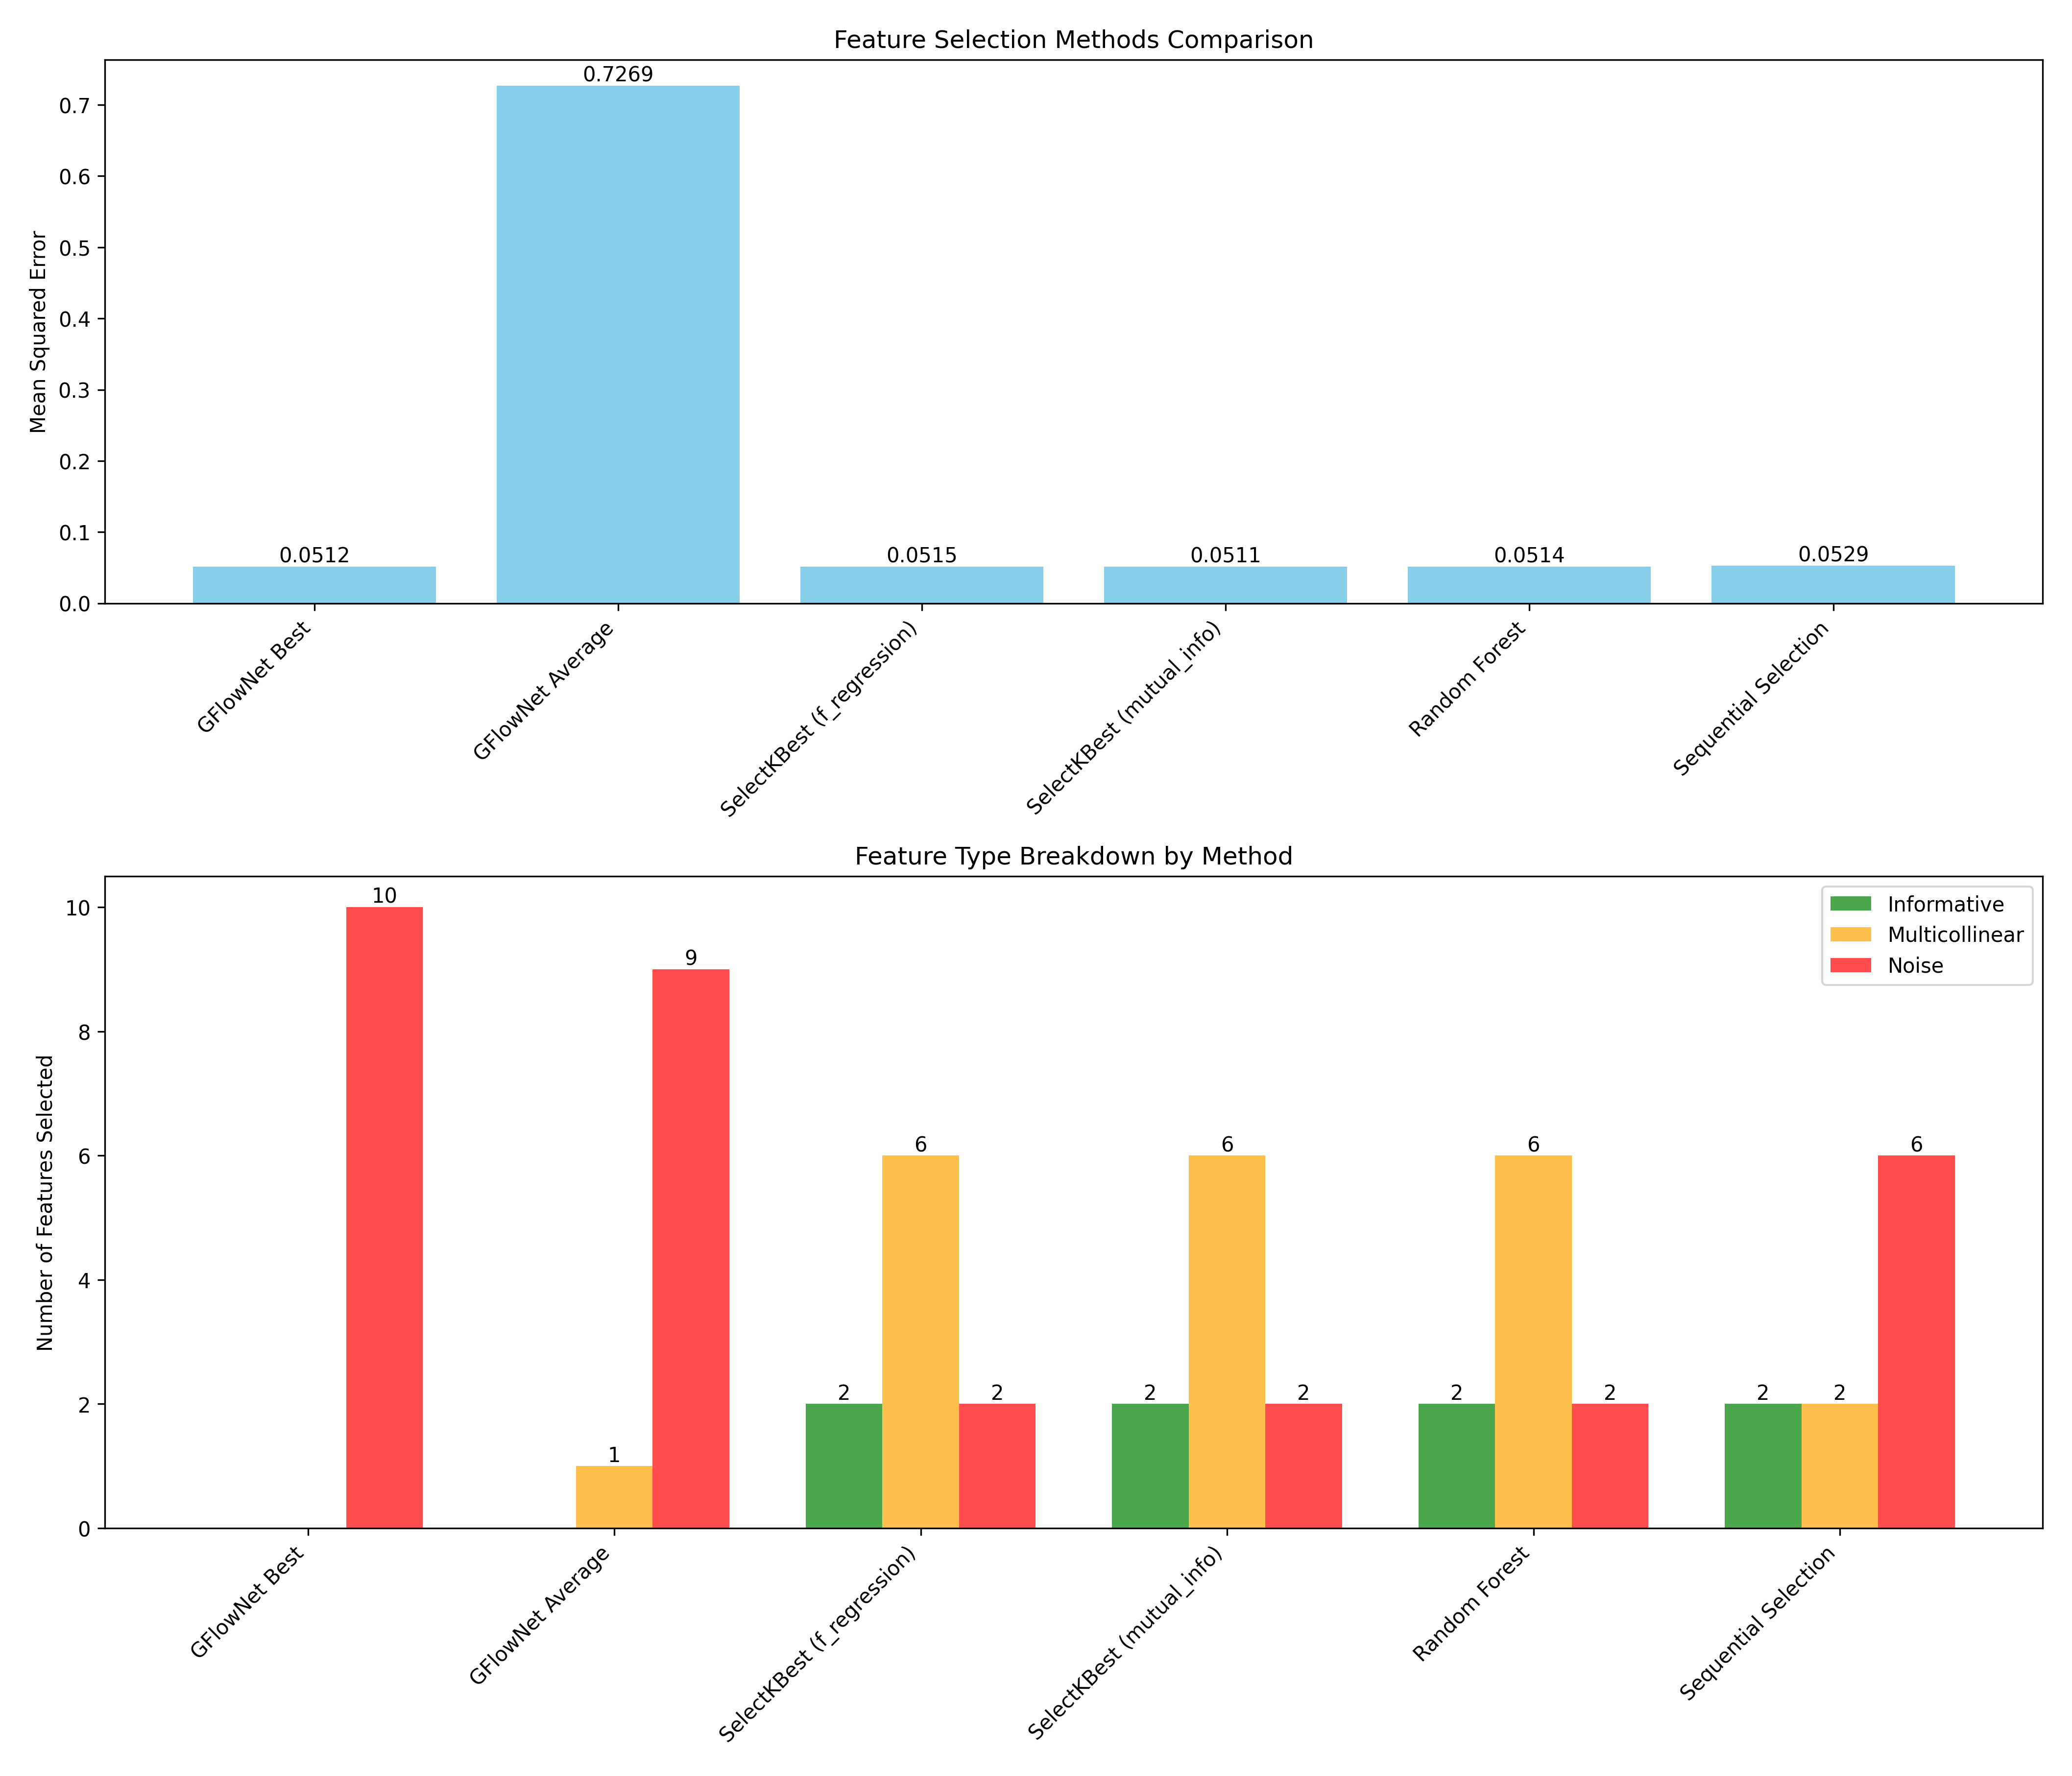 Feature Selection Methods Comparison
Mean Squared Error
0.7
0.6
0.5
0.4
0.3
0.2
0.1
0.0
0.0512
0.7269
0.0515
0.0511
0.0514
0.0529
GFlowNet Best
GFlowNet Average
SelectKBest (f_regression)
SelectKBest (mutual_info)
Random Forest
Sequential Selection
Feature Type Breakdown by Method
Number of Features Selected
10
8
6
4
2
0
Informative
Multicollinear
Noise
10
1
9
2
6
2
2
6
2
2
6
2
2
2
6
GFlowNet Best
GFlowNet Average
SelectKBest (f_regression)
SelectKBest (mutual_info)
Random Forest
Sequential Selection